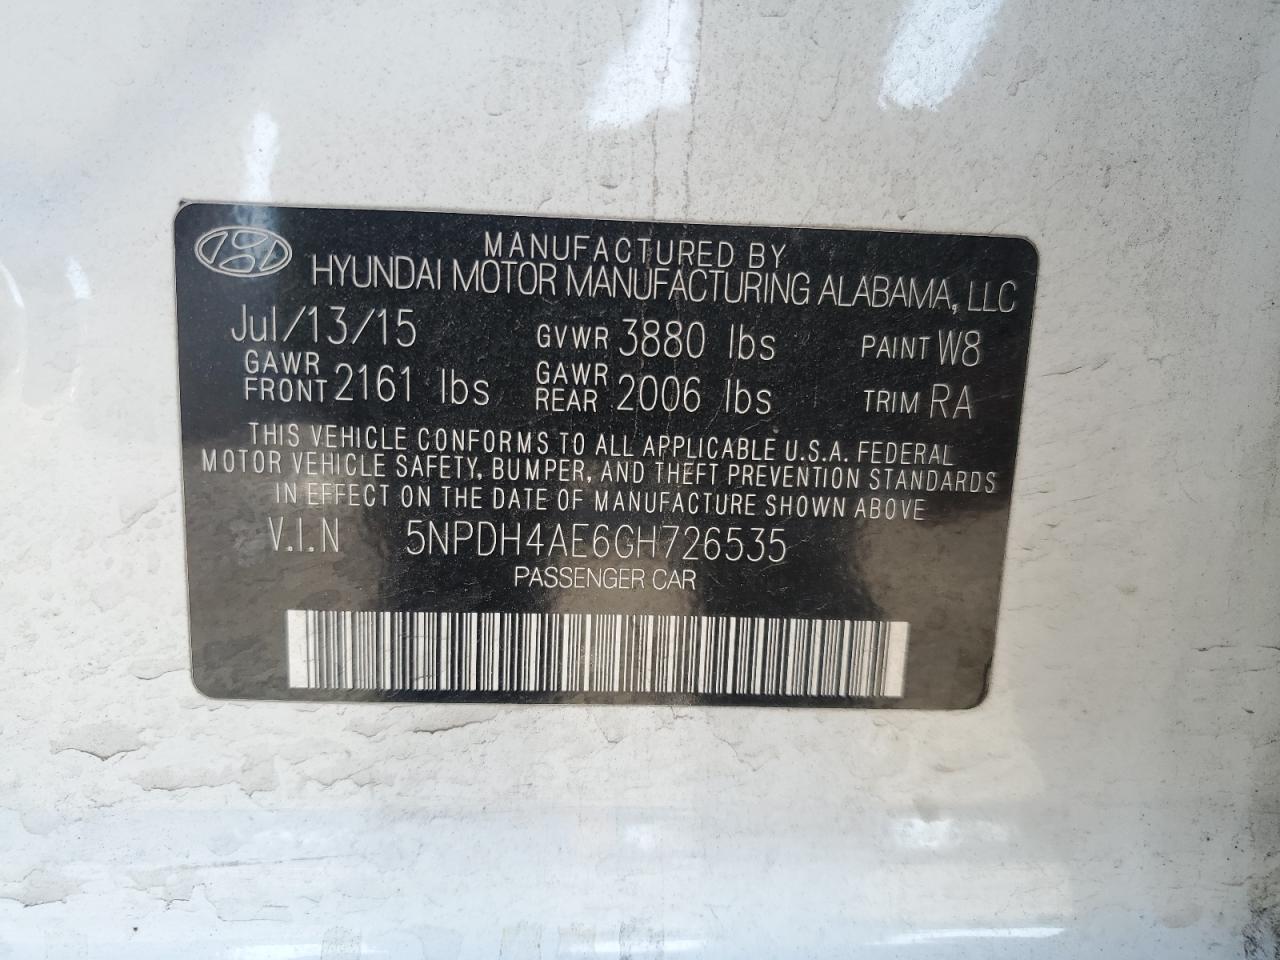 MANUFACTURED BY
HYUNDAI MOTOR MANUFACTURING ALABAMA, LLC
Jul/13/15 GVWR 3880 lbs PAINT W8
GAWR FRONT 2161 lbs GAWR REAR 2006 lbs TRIM RA
THIS VEHICLE CONFORMS TO ALL APPLICABLE U.S.A. FEDERAL
MOTOR VEHICLE SAFETY, BUMPER, AND THEFT PREVENTION STANDARDS
IN EFFECT ON THE DATE OF MANUFACTURE SHOWN ABOVE
V.I.N 5NPDH4AE6GH726535
PASSENGER CAR